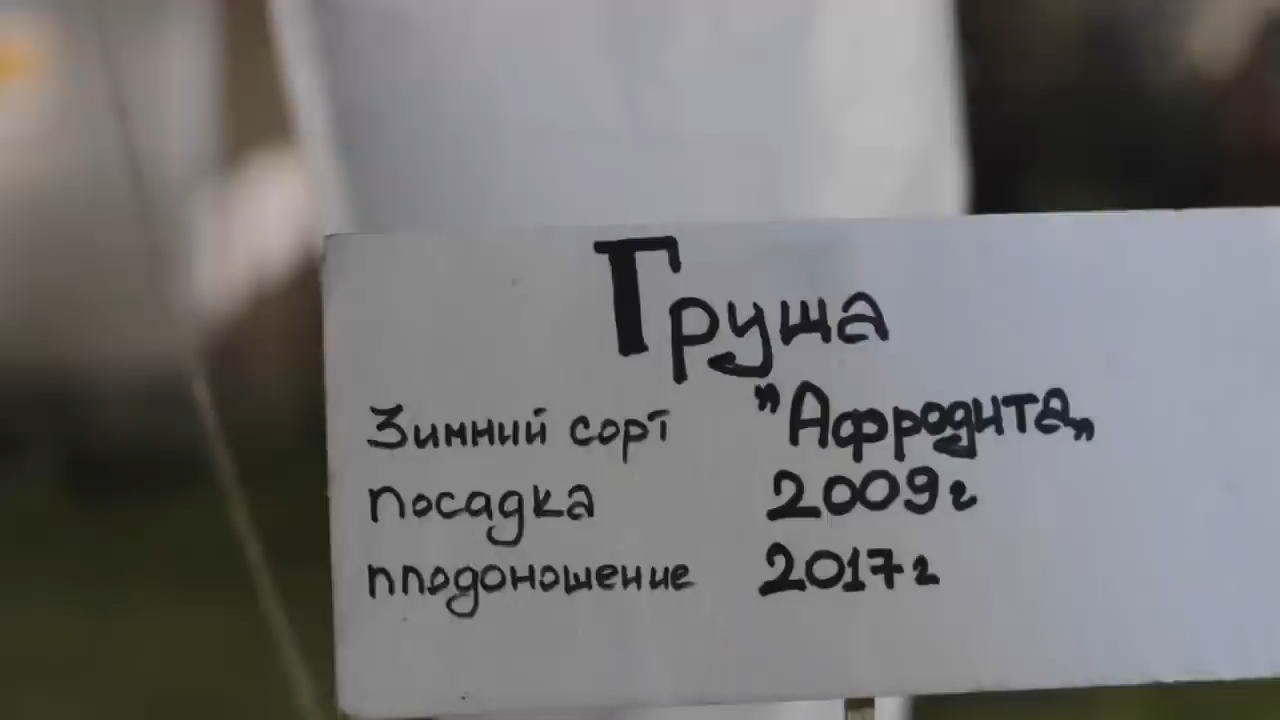 Груша
Зимний сорт "Афродита„
посадка 2009г
плодоношение 2017г